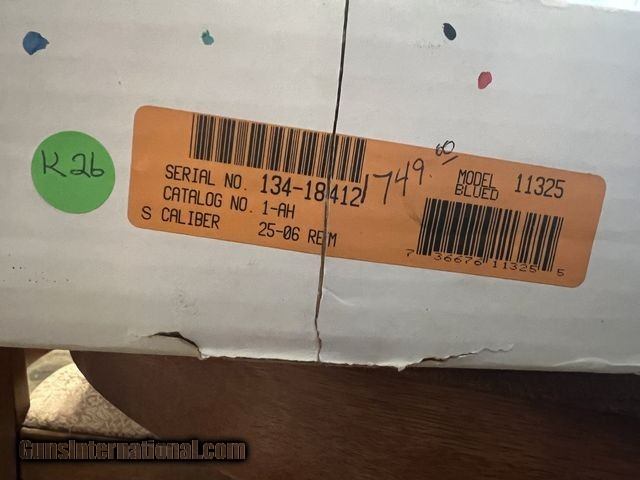 K26
SERIAL NO. 134-18412
CATALOG NO. 1-AH
S CALIBER 25-06 REM
1749.00
MODEL 11325
BLUED
7 36676 11325 5
GunsInternational.com